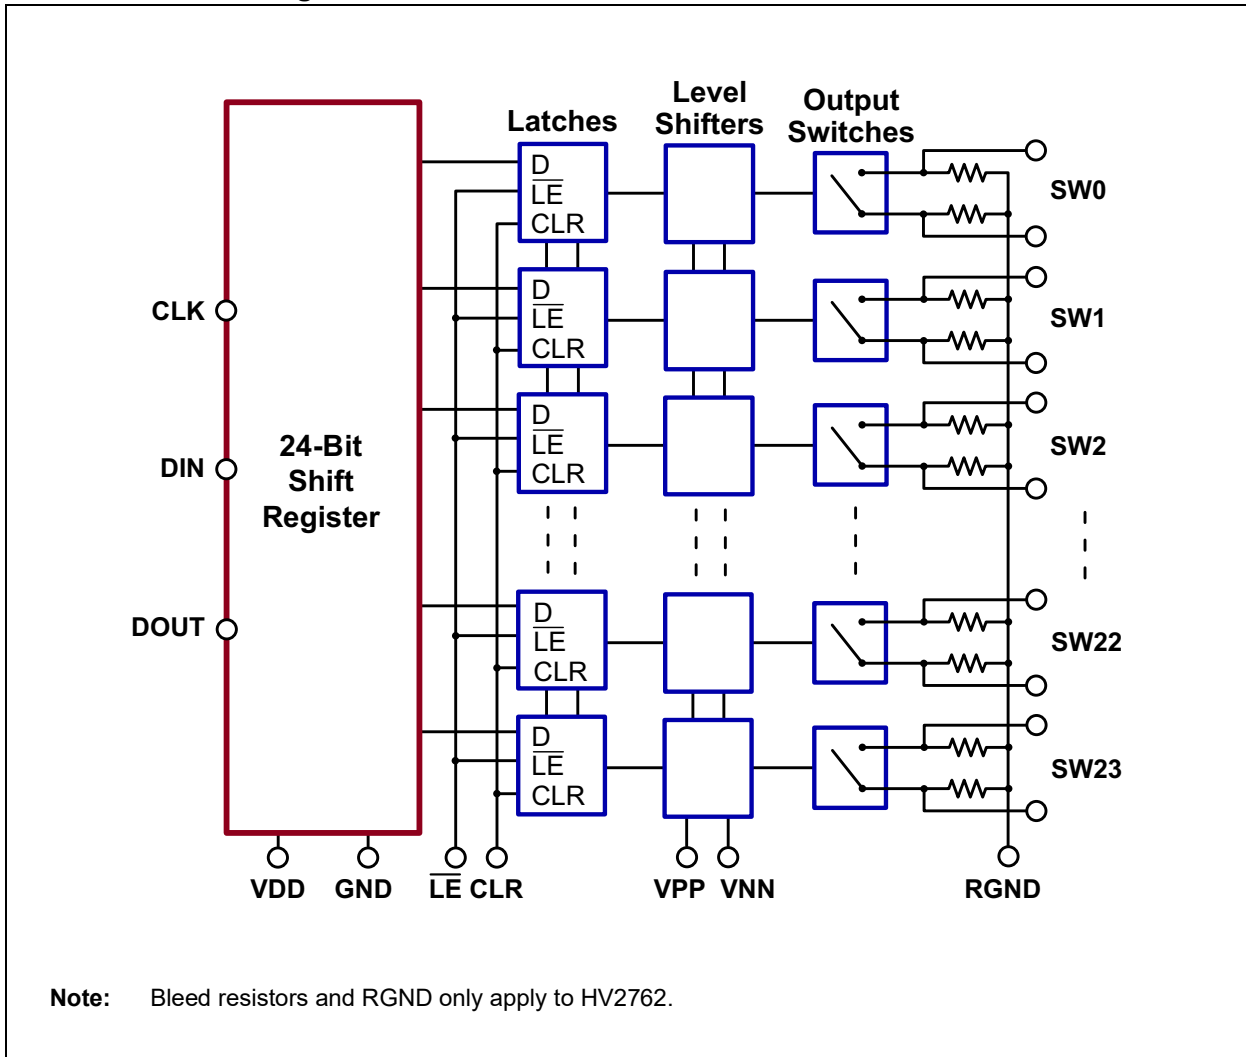 Latches
Level
Shifters
Output
Switches
D
LE
CLR
SW0
D
LE
CLR
SW1
D
LE
CLR
SW2
CLK
DIN
DOUT
24-Bit
Shift
Register
D
LE
CLR
SW22
D
LE
CLR
SW23
VDD
GND
LE
CLR
VPP
VNN
RGND
Note: Bleed resistors and RGND only apply to HV2762.